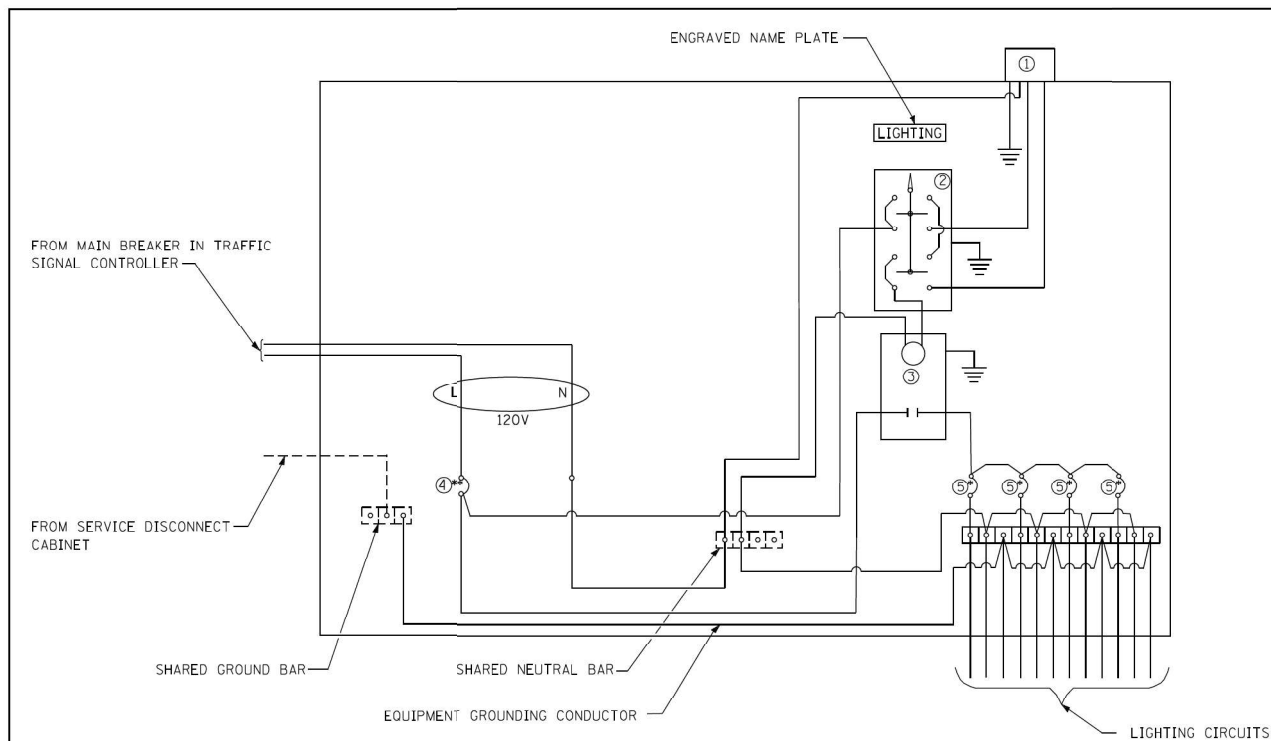 ENGRAVED NAME PLATE
①
LIGHTING
②
FROM MAIN BREAKER IN TRAFFIC
SIGNAL CONTROLLER
③
L
N
120V
④**
⑤*
⑤*
⑤*
⑤*
FROM SERVICE DISCONNECT
CABINET
SHARED GROUND BAR
SHARED NEUTRAL BAR
EQUIPMENT GROUNDING CONDUCTOR
LIGHTING CIRCUITS